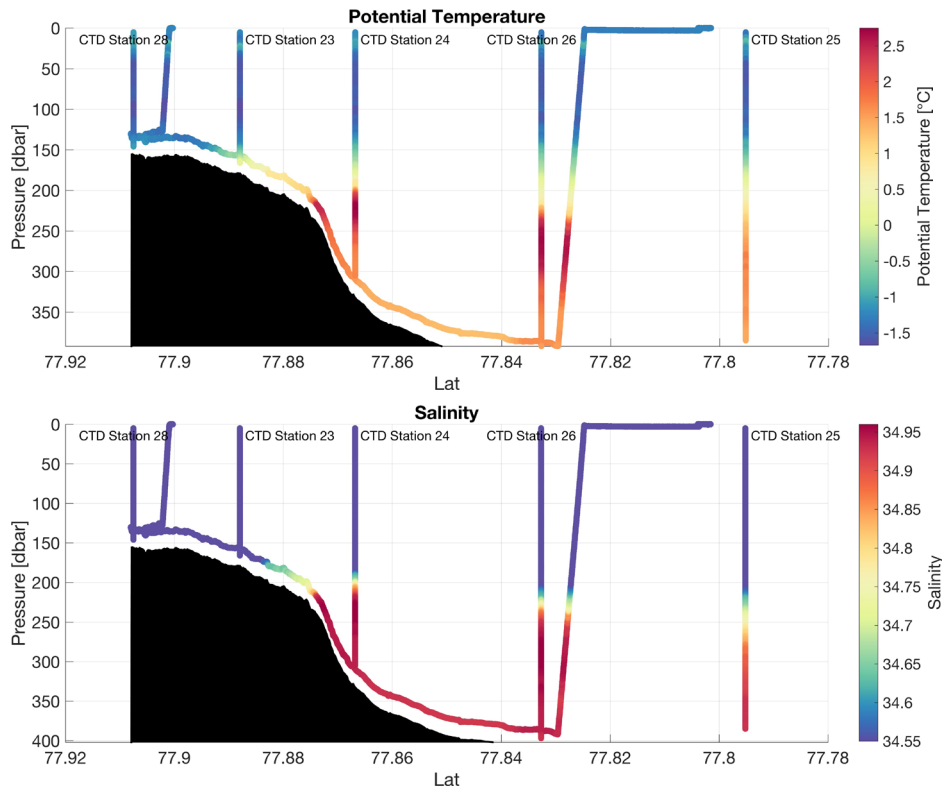 Potential Temperature
CTD Station 28 CTD Station 23 CTD Station 24 CTD Station 26 CTD Station 25
0
50
100
150
200
250
300
350
Pressure [dbar]
77.92 77.9 77.88 77.86 77.84 77.82 77.8 77.78
Lat
2.5
2
1.5
1
0.5
0
-0.5
-1
-1.5
Potential Temperature [°C]
Salinity
CTD Station 28 CTD Station 23 CTD Station 24 CTD Station 26 CTD Station 25
0
50
100
150
200
250
300
350
400
Pressure [dbar]
77.92 77.9 77.88 77.86 77.84 77.82 77.8 77.78
Lat
34.95
34.9
34.85
34.8
34.75
34.7
34.65
34.6
34.55
Salinity